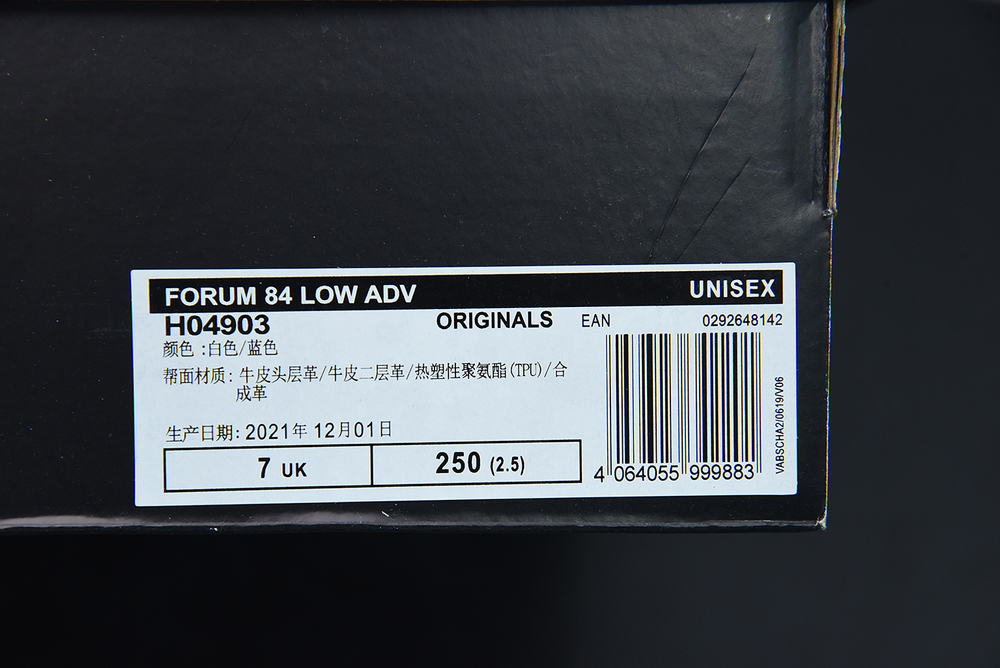 FORUM 84 LOW ADV UNISEX
H04903 ORIGINALS EAN 0292648142
颜色 :白色/蓝色
帮面材质: 牛皮头层革/牛皮二层革/热塑性聚氨酯(TPU)/合
成革
生产日期: 2021年 12月01日
7 UK 250 (2.5)
4 064055 999883
VABSCHA2/0619/V06